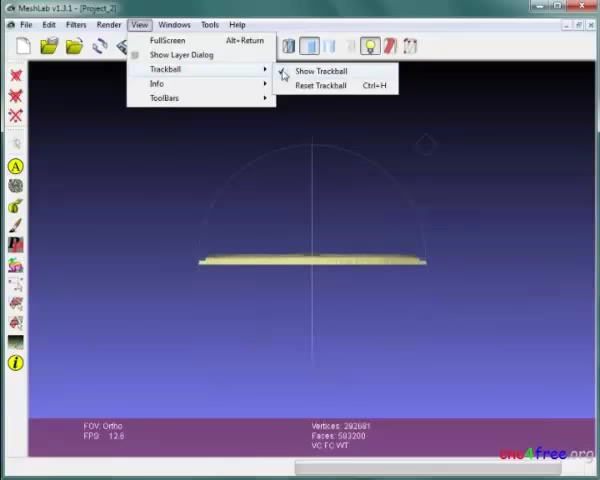 MeshLab v1.3.1 - [Project_2]
File Edit Filters Render View Windows Tools Help
FullScreen Alt+Return
Show Layer Dialog
Trackball
Show Trackball
Info
Reset Trackball Ctrl+H
ToolBars
A
FOV: Ortho
FPS: 12.6
Vertices: 292681
Faces: 583200
VC FC WT
one4free.org